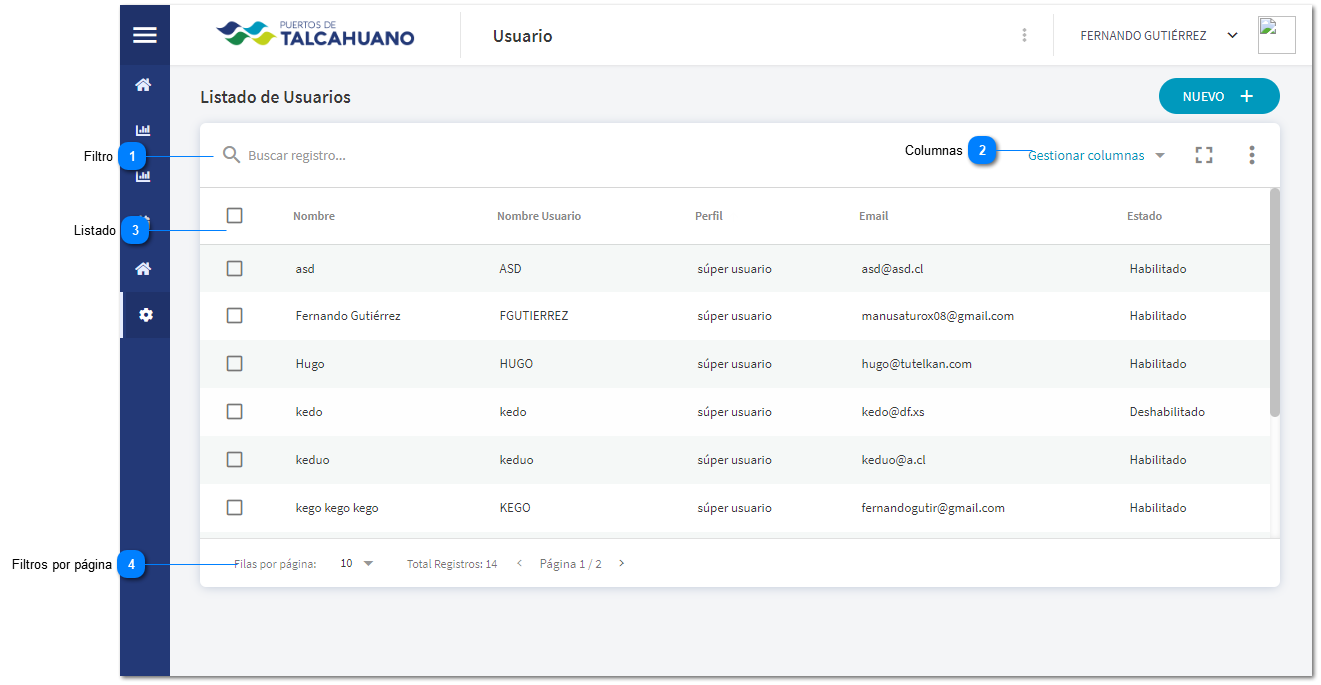 PUERTOS DE
TALCAHUANO
Usuario
FERNANDO GUTIÉRREZ
Listado de Usuarios
NUEVO +
Filtro 1 Buscar registro...
Columnas 2 Gestionar columnas
Nombre Nombre Usuario Perfil Email Estado
Listado 3
asd ASD súper usuario asd@asd.cl Habilitado
Fernando Gutiérrez FGUTIERREZ súper usuario manusaturox08@gmail.com Habilitado
Hugo HUGO súper usuario hugo@tutelkan.com Habilitado
kedo kedo súper usuario kedo@df.xs Deshabilitado
keduo keduo súper usuario keduo@a.cl Habilitado
kego kego kego KEGO súper usuario fernandogutir@gmail.com Habilitado
Filtros por página 4 Filas por página: 10 Total Registros: 14 < Página 1 / 2 >